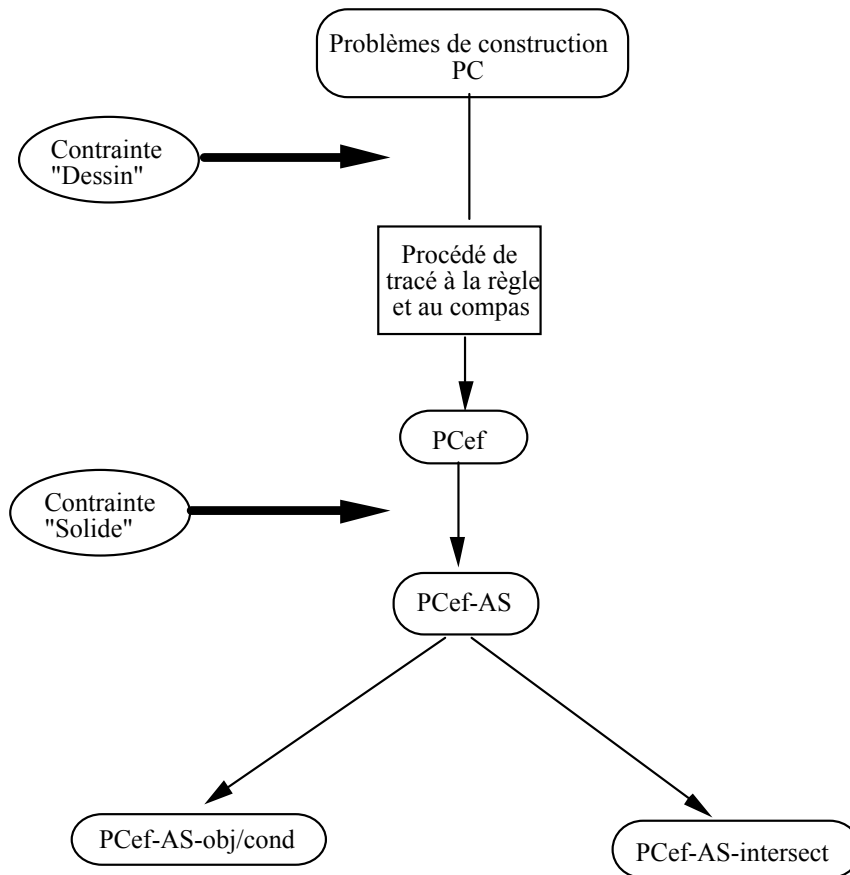 Problèmes de construction
PC
Contrainte
"Dessin"
Procédé de
tracé à la règle
et au compas
PCef
Contrainte
"Solide"
PCef-AS
PCef-AS-obj/cond
PCef-AS-intersect